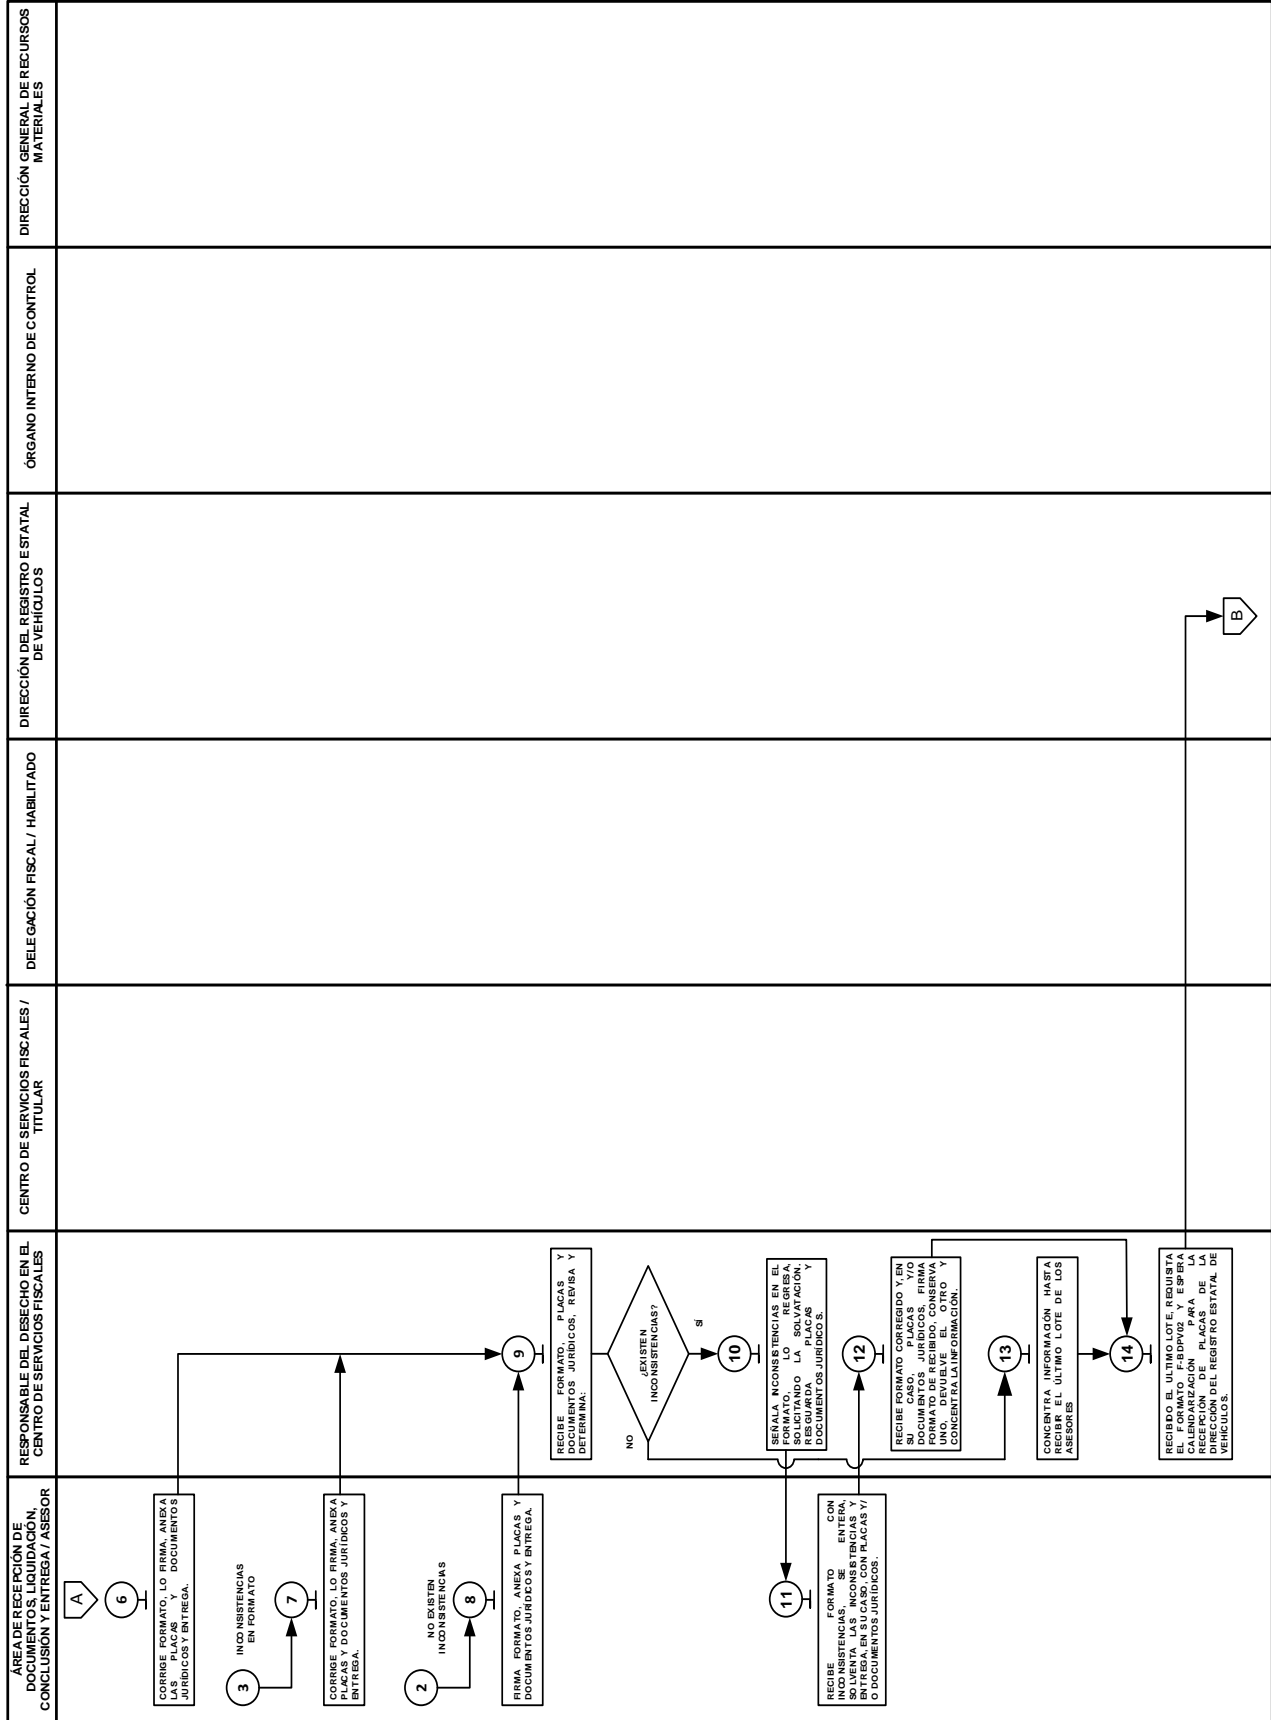 ÁREA DE RECEPCIÓN DE
DOCUMENTOS, LIQUIDACIÓN,
CONCLUSIÓN Y ENTREGA / ASESOR
RESPONSABLE DEL DESECHO EN EL
CENTRO DE SERVICIOS FISCALES
CENTRO DE SERVICIOS FISCALES /
TITULAR
DELEGACIÓN FISCAL / HABILITADO
DIRECCIÓN DEL REGISTRO ESTATAL
DE VEHÍCULOS
ÓRGANO INTERNO DE CONTROL
DIRECCIÓN GENERAL DE RECURSOS
MATERIALES
A
6
CORRIGE FORMATO, LO FIRMA, ANEXA
LAS PLACAS Y DOCUMENTOS
JURÍDICOS Y ENTREGA.
3
INCONSISTENCIAS
EN FORMATO
7
CORRIGE FORMATO, LO FIRMA, ANEXA
PLACAS Y DOCUMENTOS JURÍDICOS Y
ENTREGA.
2
NO EXISTEN
INCONSISTENCIAS
8
FIRMA FORMATO, ANEXA PLACAS Y
DOCUMENTOS JURÍDICOS Y ENTREGA.
9
RECIBE FORMATO, PLACAS Y
DOCUMENTOS JURÍDICOS, REVISA Y
DETERMINA:
¿EXISTEN
INCONSISTENCIAS?
NO
SÍ
10
SEÑALA INCONSISTENCIAS EN EL
FORMATO, LO REGRESA,
SOLICITANDO LA SOLVATACIÓN.
RESGUARDA PLACAS Y
DOCUMENTOS JURÍDICOS.
11
RECIBE FORMATO CON
INCONSISTENCIAS, SE ENTERA,
SOLVENTA LAS INCONSISTENCIAS Y
ENTREGA, EN SU CASO, CON PLACAS Y/
O DOCUMENTOS JURÍDICOS.
12
RECIBE FORMATO CORREGIDO Y, EN
SU CASO, PLACAS Y/O
DOCUMENTOS JURÍDICOS, FIRMA
FORMATO DE RECIBIDO, CONSERVA
UNO, DEVUELVE EL OTRO Y
CONCENTRA LA INFORMACIÓN.
13
CONCENTRA INFORMACIÓN HASTA
RECIBIR EL ÚLTIMO LOTE DE LOS
ASESORES
14
RECIBIDO EL ULTIMO LOTE, REQUISITA
EL FORMATO F-BDPV02 Y ESPERA
CALENDARIZACIÓN PARA LA
RECEPCIÓN DE PLACAS DE LA
DIRECCIÓN DEL REGISTRO ESTATAL DE
VEHÍCULOS.
B